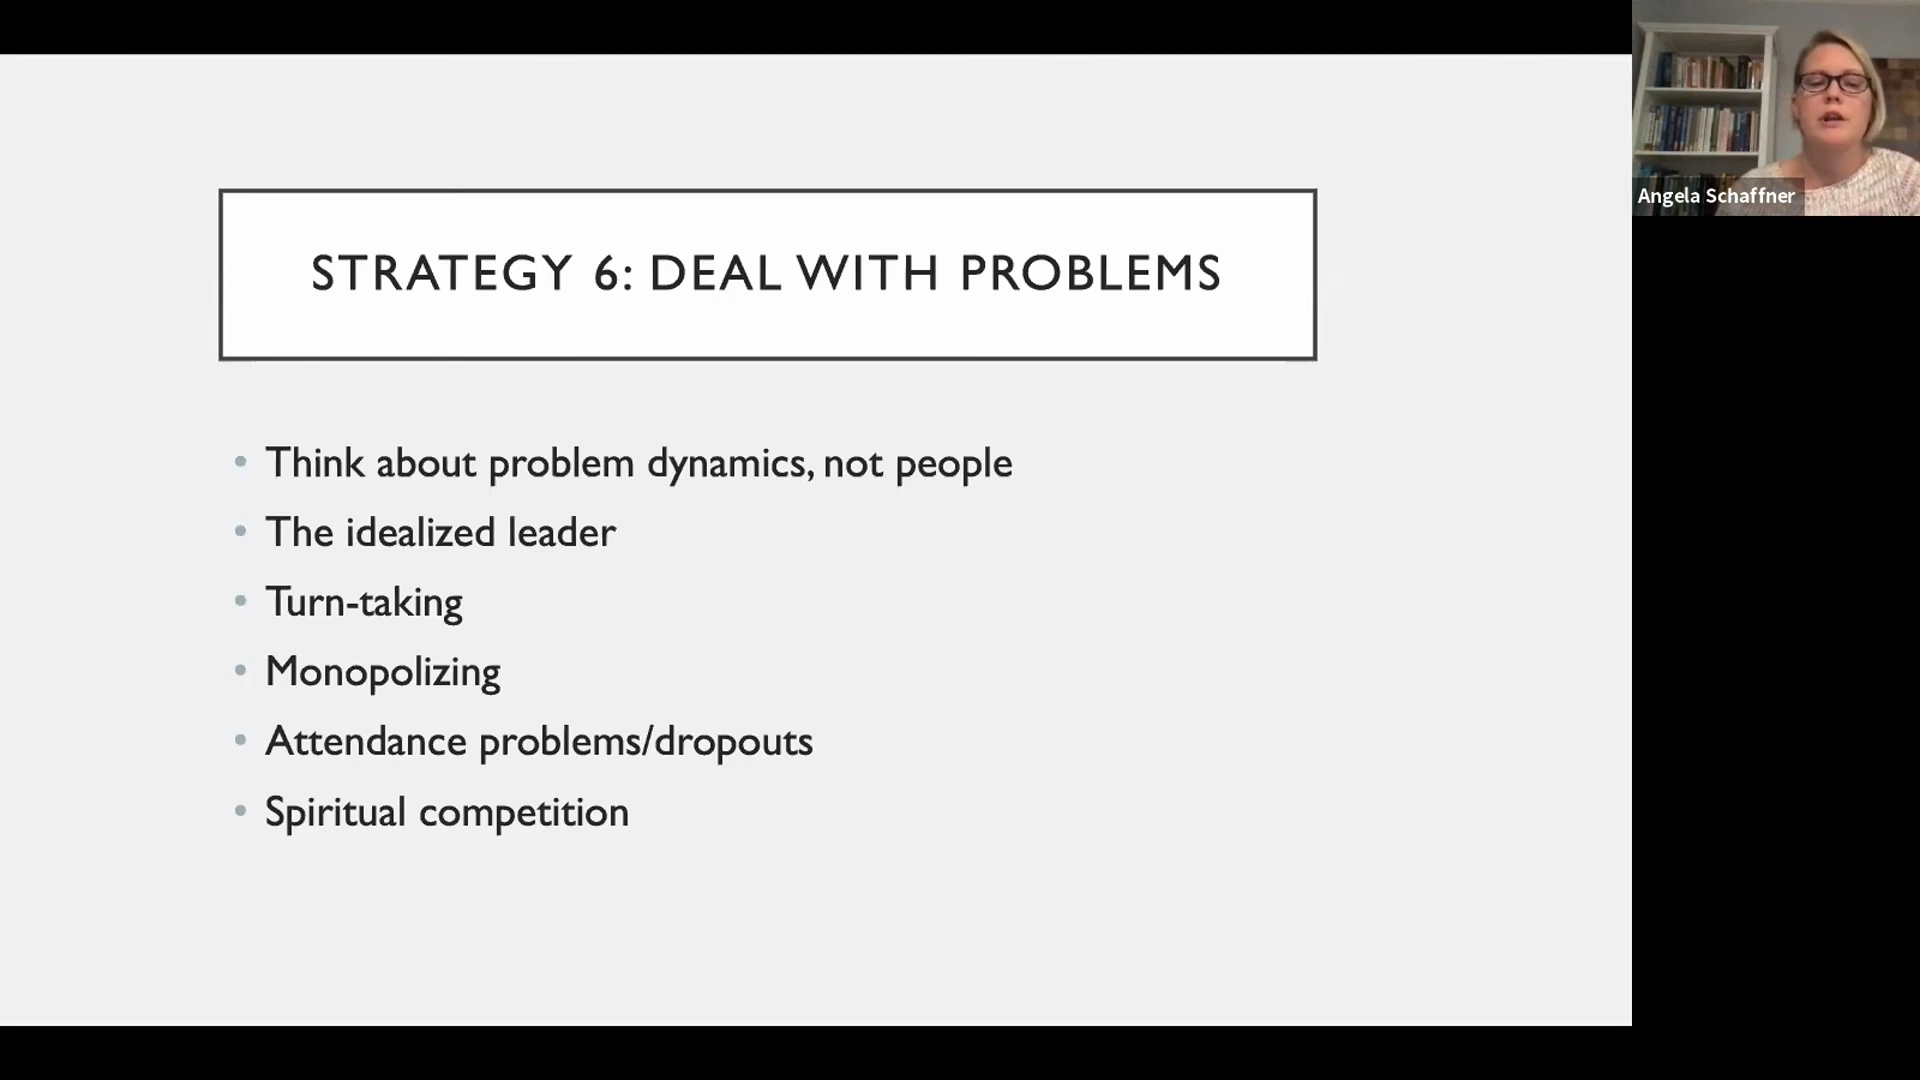 STRATEGY 6: DEAL WITH PROBLEMS
• Think about problem dynamics, not people
• The idealized leader
• Turn-taking
• Monopolizing
• Attendance problems/dropouts
• Spiritual competition
Angela Schaffner